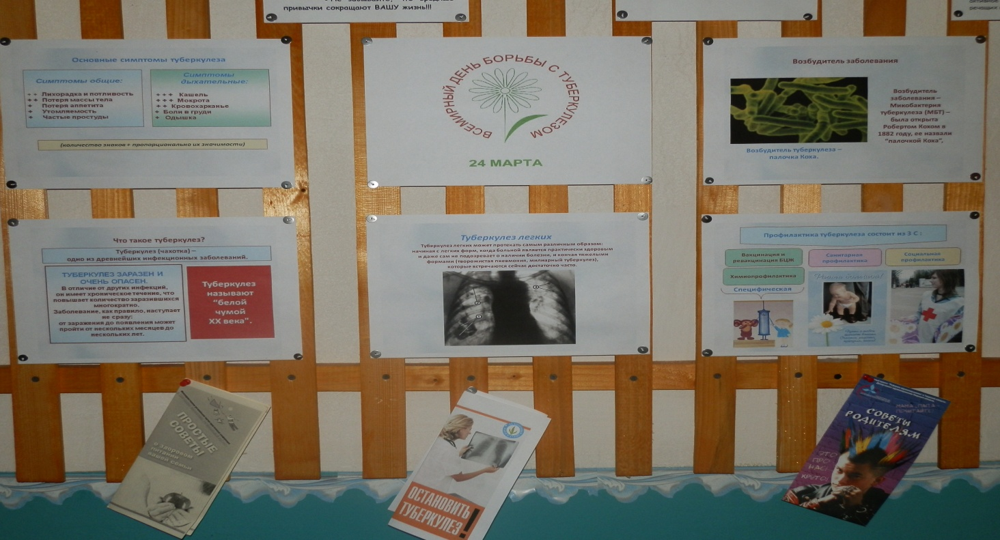 привычки сокращают ВАШУ жизнь!!!
Основные симптомы туберкулеза
Симптомы общие:
+ + Лихорадка и потливость
+ + Потеря массы тела
+ Потеря аппетита
+ Утомляемость
+ Частые простуды
Симптомы
дыхательные:
+ + + Кашель
+ + + Мокрота
+ + Кровохарканье
+ Боли в груди
+ Одышка
(количество знаков + пропорционально их значимости)
ВСЕМИРНЫЙ ДЕНЬ БОРЬБЫ С ТУБЕРКУЛЕЗОМ
24 МАРТА
Возбудитель заболевания
Возбудитель
заболевания –
Микобактерия
туберкулеза (МБТ) –
была открыта
Робертом Кохом в
1882 году, ее назвали
"палочкой Коха",
Возбудитель туберкулеза –
палочка Коха.
Что такое туберкулез?
Туберкулез (чахотка) –
одно из древнейших инфекционных заболеваний.
ТУБЕРКУЛЕЗ ЗАРАЗЕН И
ОЧЕНЬ ОПАСЕН.
В отличие от других инфекций,
он имеет хроническое течение, что
повышает количество заразившихся
многократно.
Заболевание, как правило, наступает
не сразу:
от заражения до появления может
пройти от нескольких месяцев до
нескольких лет.
Туберкулез
называют
"белой
чумой
XX века".
Туберкулез легких
Туберкулез легких может протекать самым различным образом:
начиная с легких форм, когда больной является практически здоровым
и даже сам не подозревает о наличии болезни, и кончая тяжелыми
формами (творожистая пневмония, милиарный туберкулез),
которые встречаются сейчас достаточно часто.
Профилактика туберкулеза состоит из 3 С :
Вакцинация и
ревакцинация БЦЖ
Химиопрофилактика
Специфическая
Санитарная
профилактика
Социальная
профилактика
ПРОСТЫЕ
СОВЕТЫ
о здоровом
питании
вашей семьи
ОСТАНОВИТЬ
ТУБЕРКУЛЕЗ!
МАМА, ПАПА -
ПОЧИТАЙТЕ!
СОВЕТЫ
РОДИТЕЛЯМ
ЭТО
ПРО
НАС!
КРУТО!